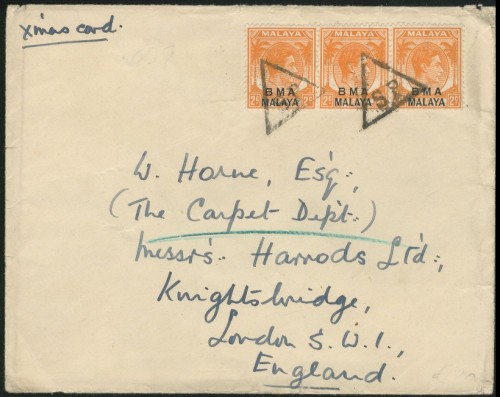 Xmas card.
MALAYA MALAYA MALAYA
BMA BMA BMA
MALAYA MALAYA MALAYA
SP
W. Horne, Esq.,
(The Carpet Dept.)
Messrs. Harrods Ltd.,
Knightsbridge,
London S.W.1.,
England.